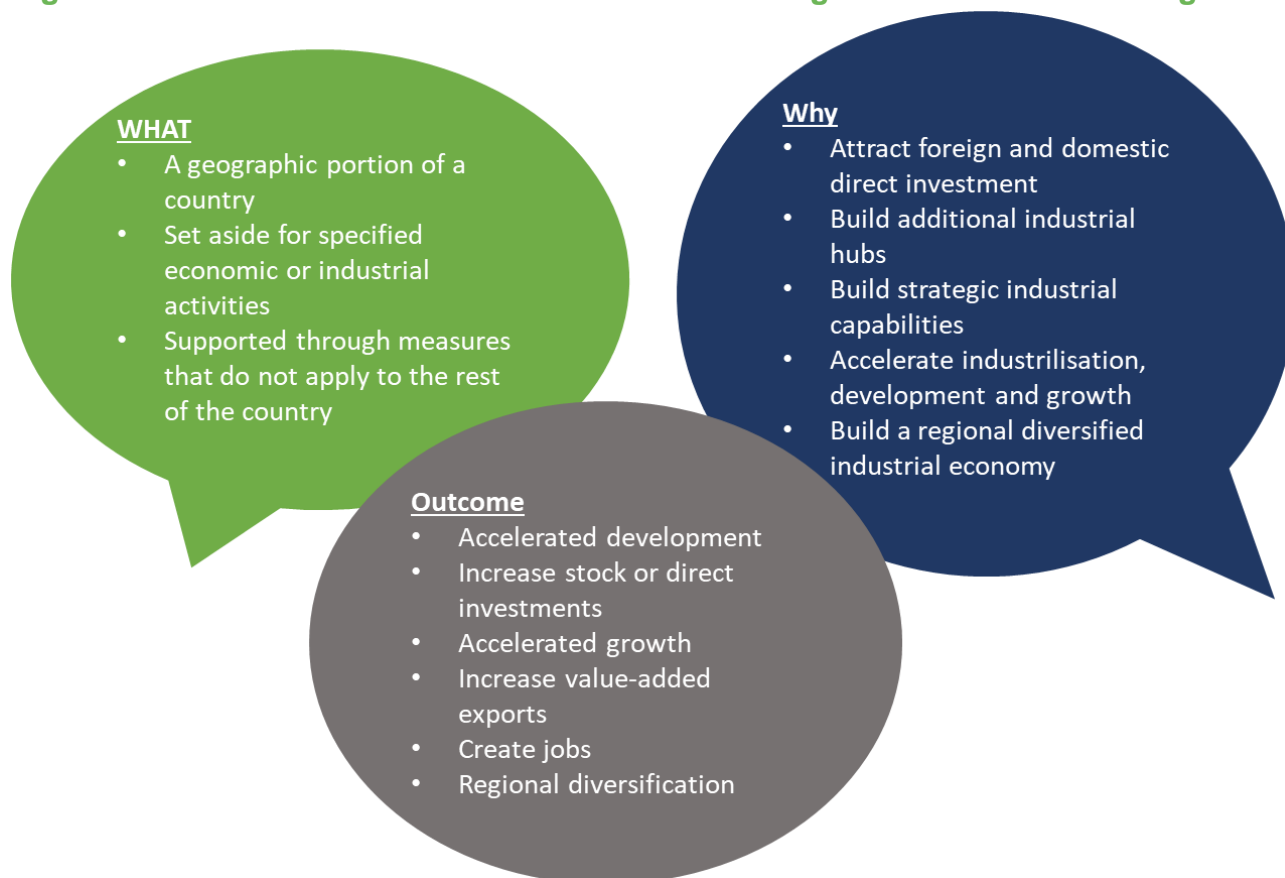 WHAT
• A geographic portion of a
country
• Set aside for specified
economic or industrial
activities
• Supported through measures
that do not apply to the rest
of the country
Why
• Attract foreign and domestic
direct investment
• Build additional industrial
hubs
• Build strategic industrial
capabilities
• Accelerate industrilisation,
development and growth
• Build a regional diversified
industrial economy
Outcome
• Accelerated development
• Increase stock or direct
investments
• Accelerated growth
• Increase value-added
exports
• Create jobs
• Regional diversification